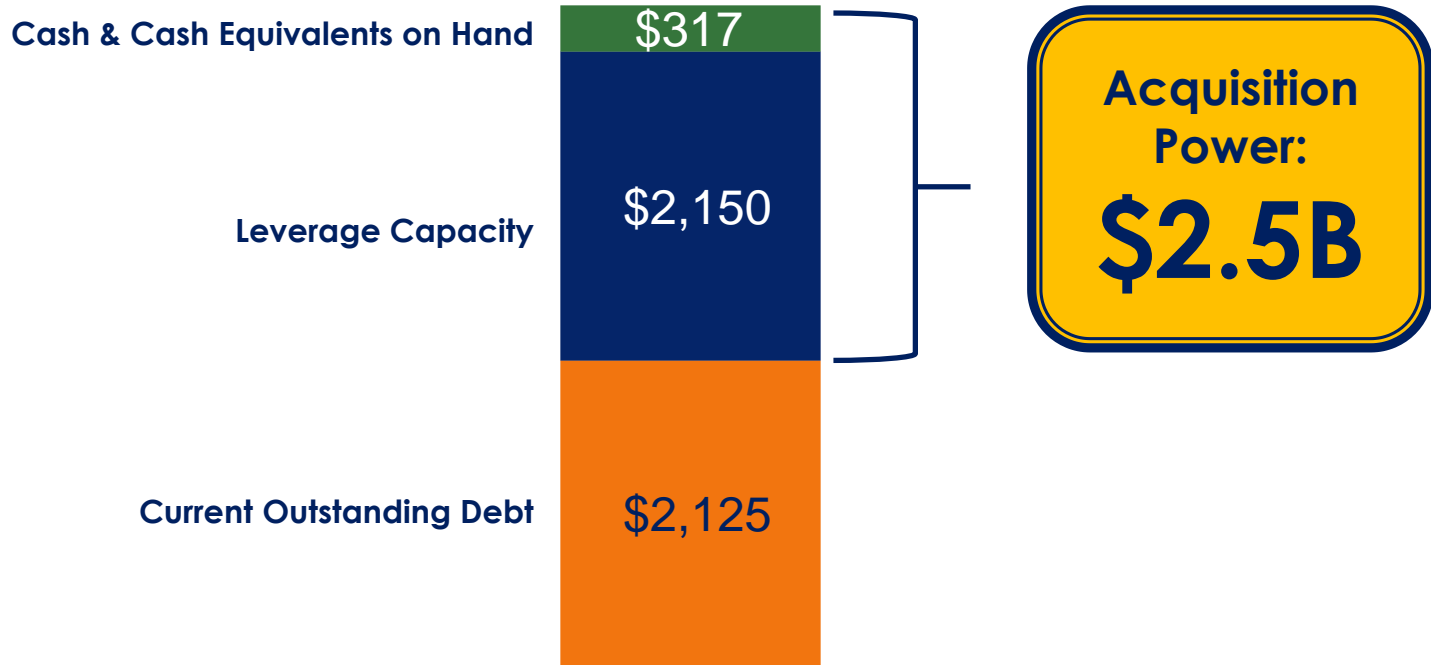 Cash & Cash Equivalents on Hand
$317
Leverage Capacity
$2,150
Current Outstanding Debt
$2,125
Acquisition
Power:
$2.5B